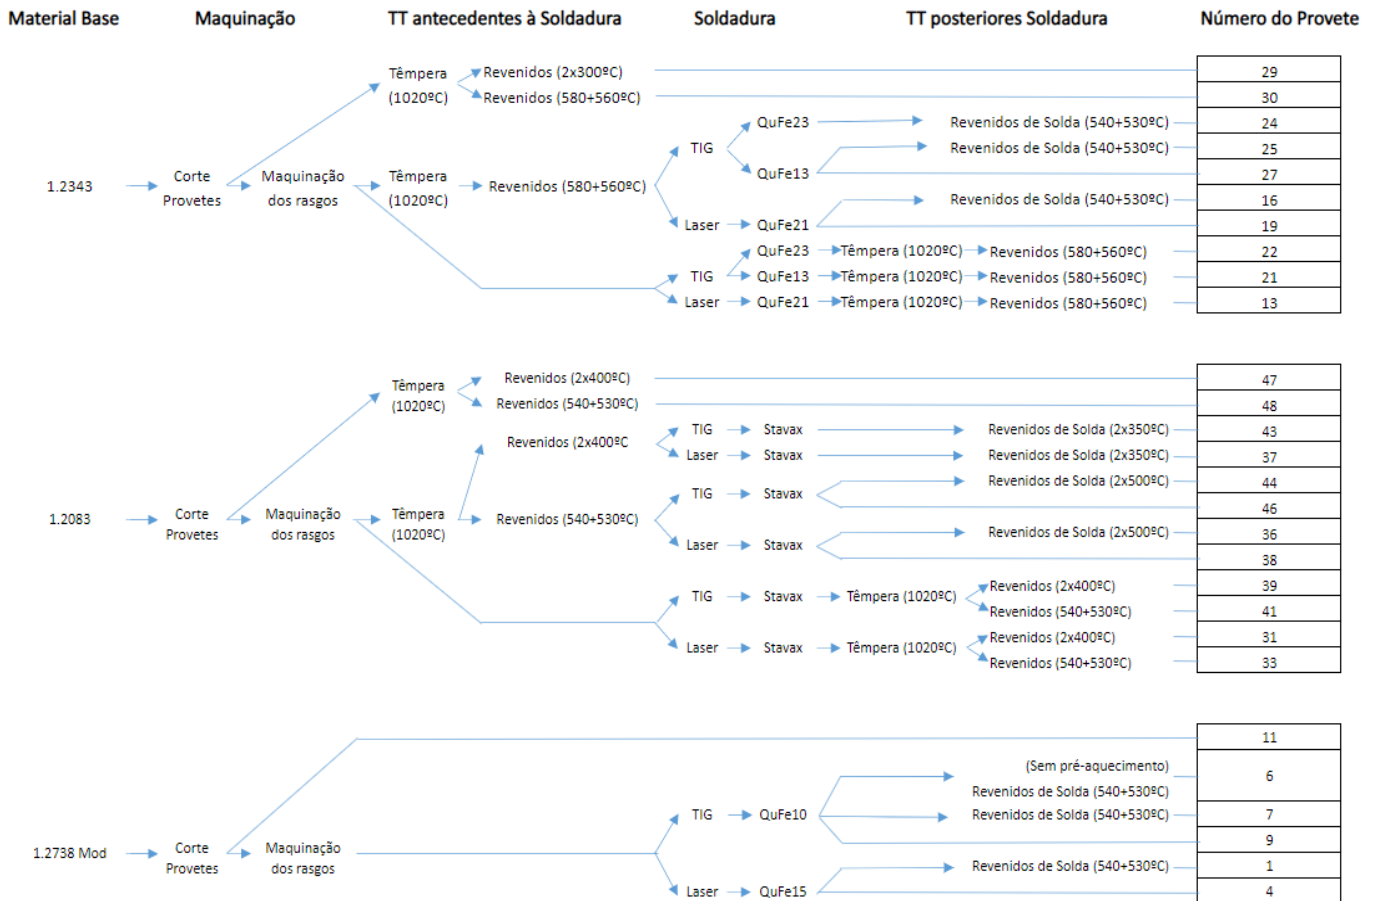 Material Base Maquinação TT antecedentes à Soldadura Soldadura TT posteriores Soldadura Número do Provete
Têmpera
(1020ºC)
Revenidos (2x300ºC) 29
Revenidos (580+560ºC) 30
1.2343
Corte
Provetes
Maquinação
dos rasgos
Têmpera
(1020ºC)
Revenidos (580+560ºC)
TIG
QuFe23 Revenidos de Solda (540+530ºC) 24
QuFe13 Revenidos de Solda (540+530ºC) 25
27
Laser QuFe21 Revenidos de Solda (540+530ºC) 16
19
TIG
QuFe23 Têmpera (1020ºC) Revenidos (580+560ºC) 22
QuFe13 Têmpera (1020ºC) Revenidos (580+560ºC) 21
Laser QuFe21 Têmpera (1020ºC) Revenidos (580+560ºC) 13
Têmpera
(1020ºC)
Revenidos (2x400ºC) 47
Revenidos (540+530ºC) 48
1.2083
Corte
Provetes
Maquinação
dos rasgos
Têmpera
(1020ºC)
Revenidos (2x400ºC
TIG Stavax Revenidos de Solda (2x350ºC) 43
Laser Stavax Revenidos de Solda (2x350ºC) 37
Revenidos (540+530ºC)
TIG Stavax Revenidos de Solda (2x500ºC) 44
46
Laser Stavax Revenidos de Solda (2x500ºC) 36
38
TIG Stavax Têmpera (1020ºC)
Revenidos (2x400ºC) 39
Revenidos (540+530ºC) 41
Laser Stavax Têmpera (1020ºC)
Revenidos (2x400ºC) 31
Revenidos (540+530ºC) 33
11
1.2738 Mod
Corte
Provetes
Maquinação
dos rasgos
TIG QuFe10
(Sem pré-aquecimento)
Revenidos de Solda (540+530ºC) 6
Revenidos de Solda (540+530ºC) 7
9
Laser QuFe15
Revenidos de Solda (540+530ºC) 1
4